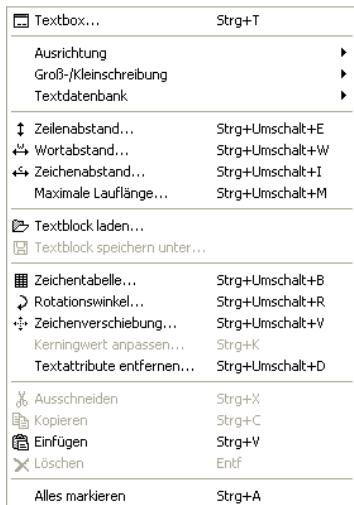 Textbox... Strg+T
Ausrichtung
Groß-/Kleinschreibung
Textdatenbank
Zeilenabstand... Strg+Umschalt+E
Wortabstand... Strg+Umschalt+W
Zeichenabstand... Strg+Umschalt+I
Maximale Lauflänge... Strg+Umschalt+M
Textblock laden...
Textblock speichern unter...
Zeichentabelle... Strg+Umschalt+B
Rotationswinkel... Strg+Umschalt+R
Zeichenverschiebung... Strg+Umschalt+V
Kerningwert anpassen... Strg+K
Textattribute entfernen... Strg+Umschalt+D
Ausschneiden Strg+X
Kopieren Strg+C
Einfügen Strg+V
Löschen Entf
Alles markieren Strg+A